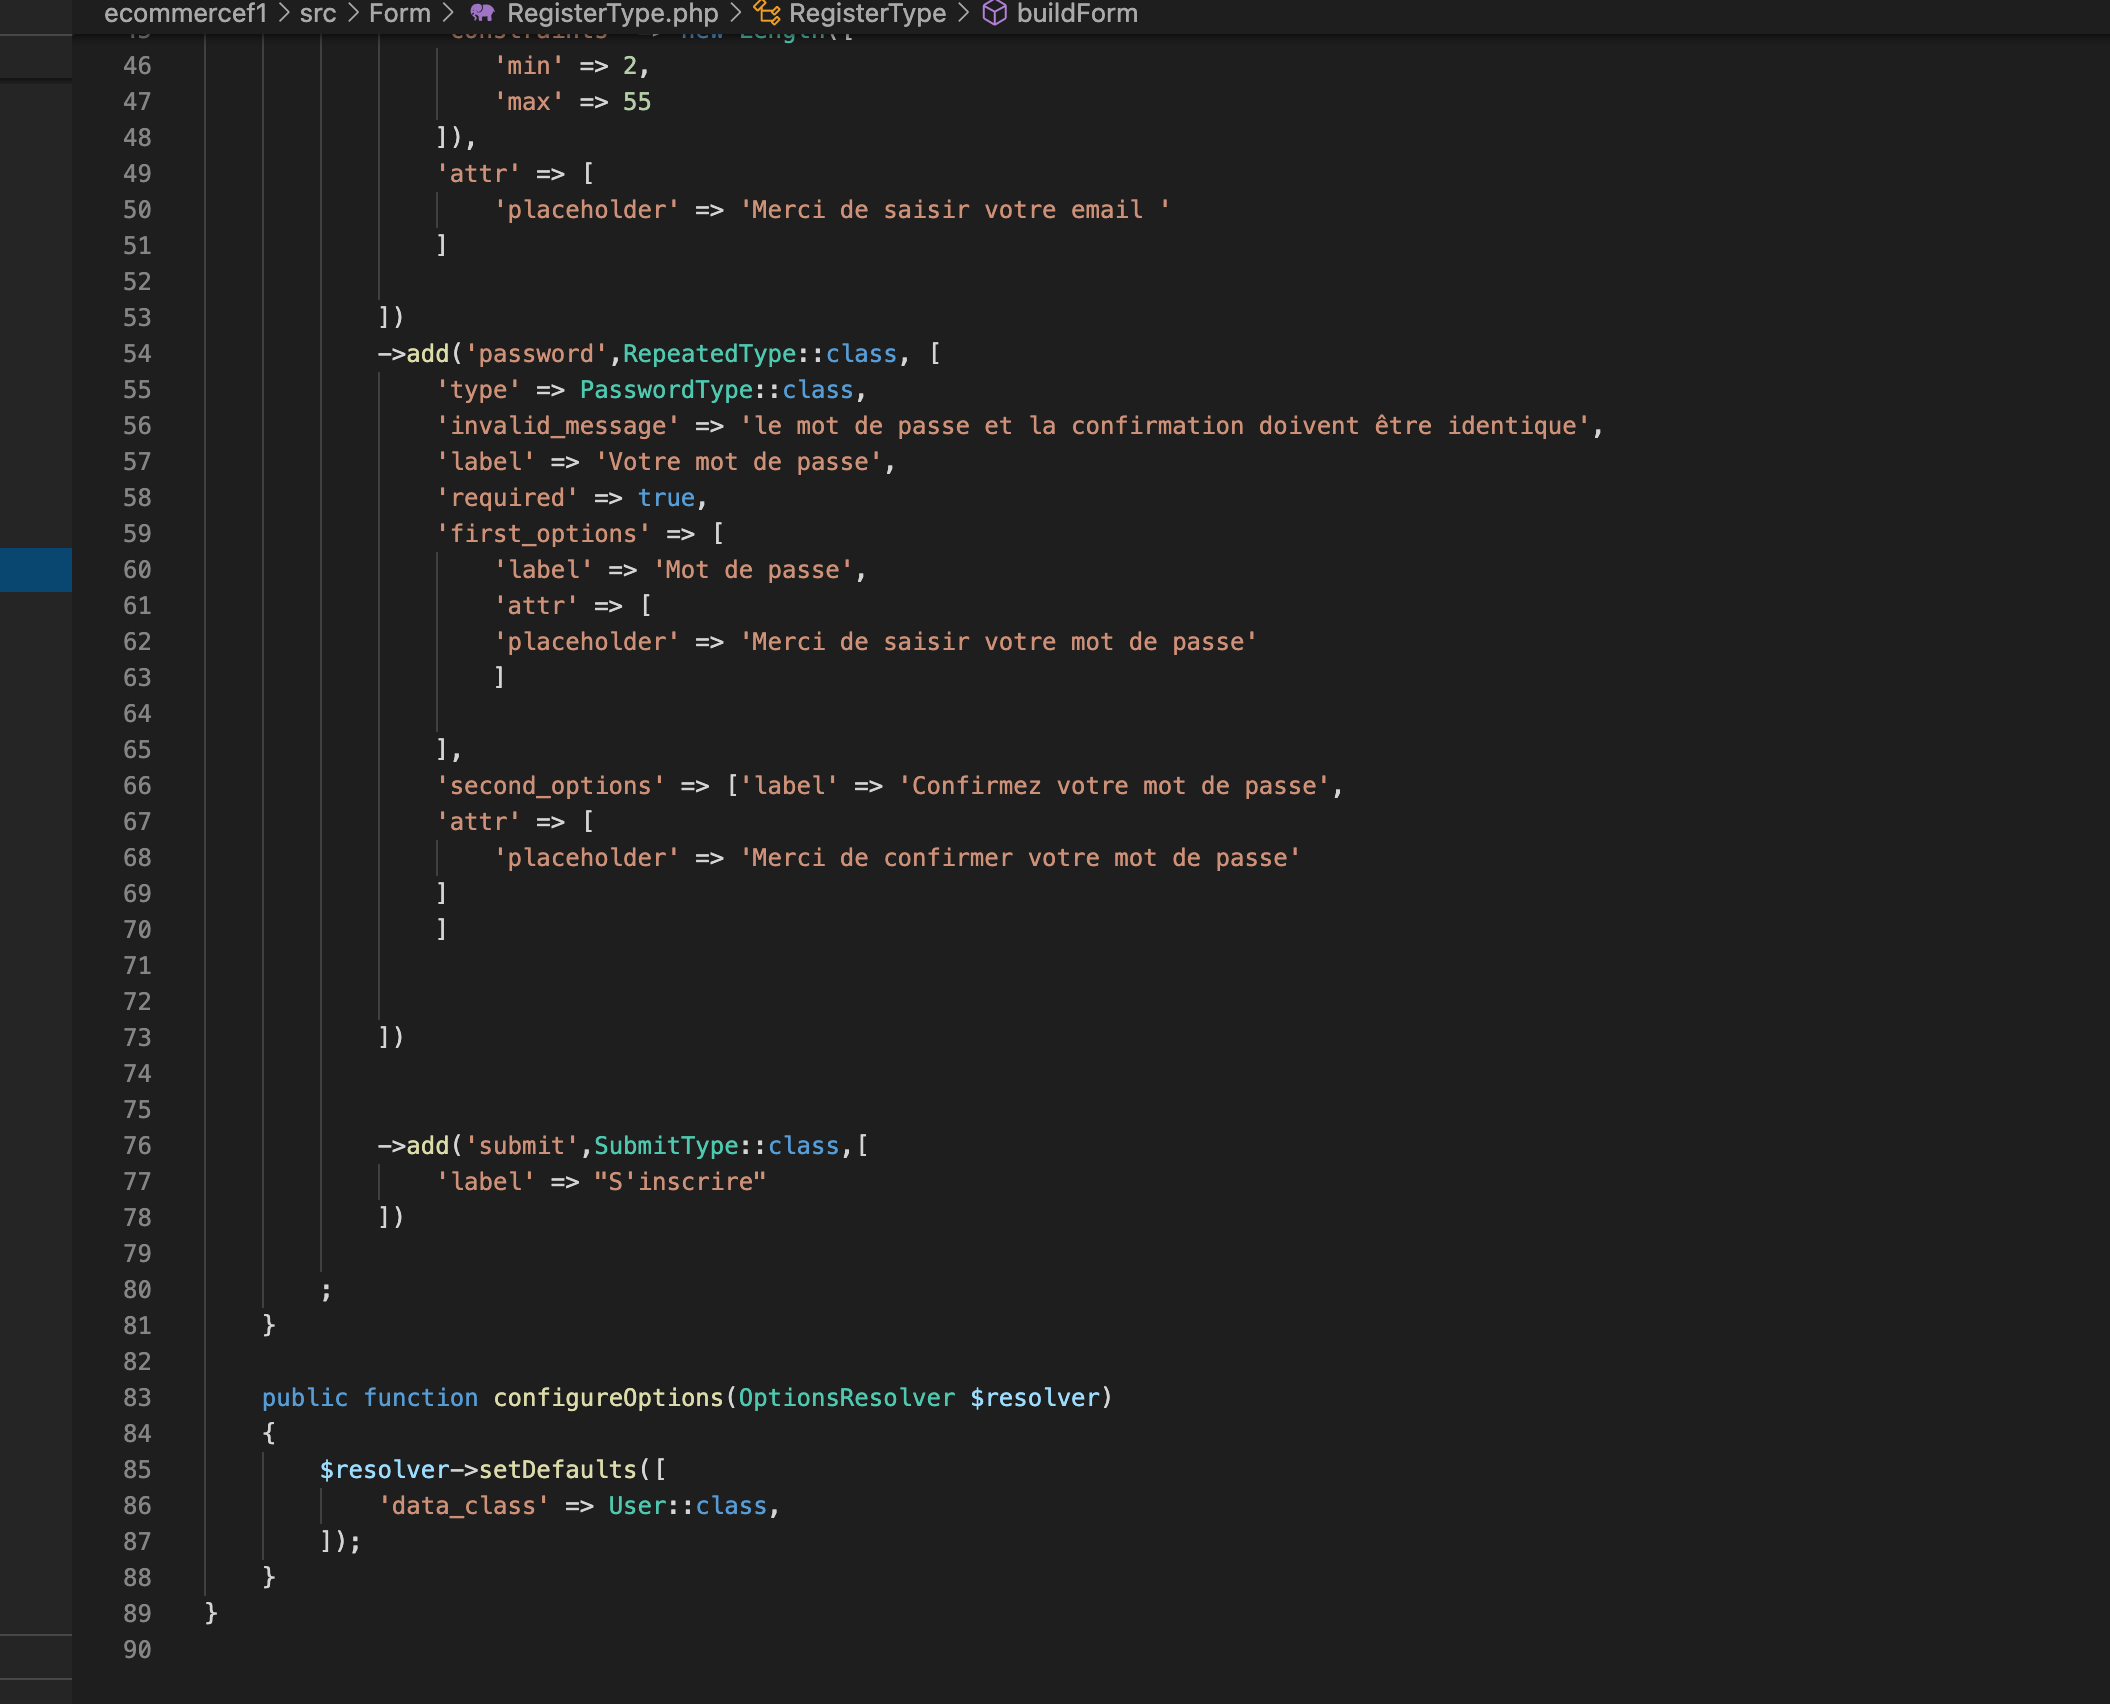 ecommercef1 > src > Form > RegisterType.php > RegisterType > buildForm
45 'constraints' => new Length([
46 'min' => 2,
47 'max' => 55
48 ]),
49 'attr' => [
50 'placeholder' => 'Merci de saisir votre email '
51 ]
52
53 ])
54 ->add('password',RepeatedType::class, [
55 'type' => PasswordType::class,
56 'invalid_message' => 'le mot de passe et la confirmation doivent être identique',
57 'label' => 'Votre mot de passe',
58 'required' => true,
59 'first_options' => [
60 'label' => 'Mot de passe',
61 'attr' => [
62 'placeholder' => 'Merci de saisir votre mot de passe'
63 ]
64
65 ],
66 'second_options' => ['label' => 'Confirmez votre mot de passe',
67 'attr' => [
68 'placeholder' => 'Merci de confirmer votre mot de passe'
69 ]
70 ]
71
72
73 ])
74
75
76 ->add('submit',SubmitType::class,[
77 'label' => "S'inscrire"
78 ])
79
80 ;
81 }
82
83 public function configureOptions(OptionsResolver $resolver)
84 {
85 $resolver->setDefaults([
86 'data_class' => User::class,
87 ]);
88 }
89 }
90